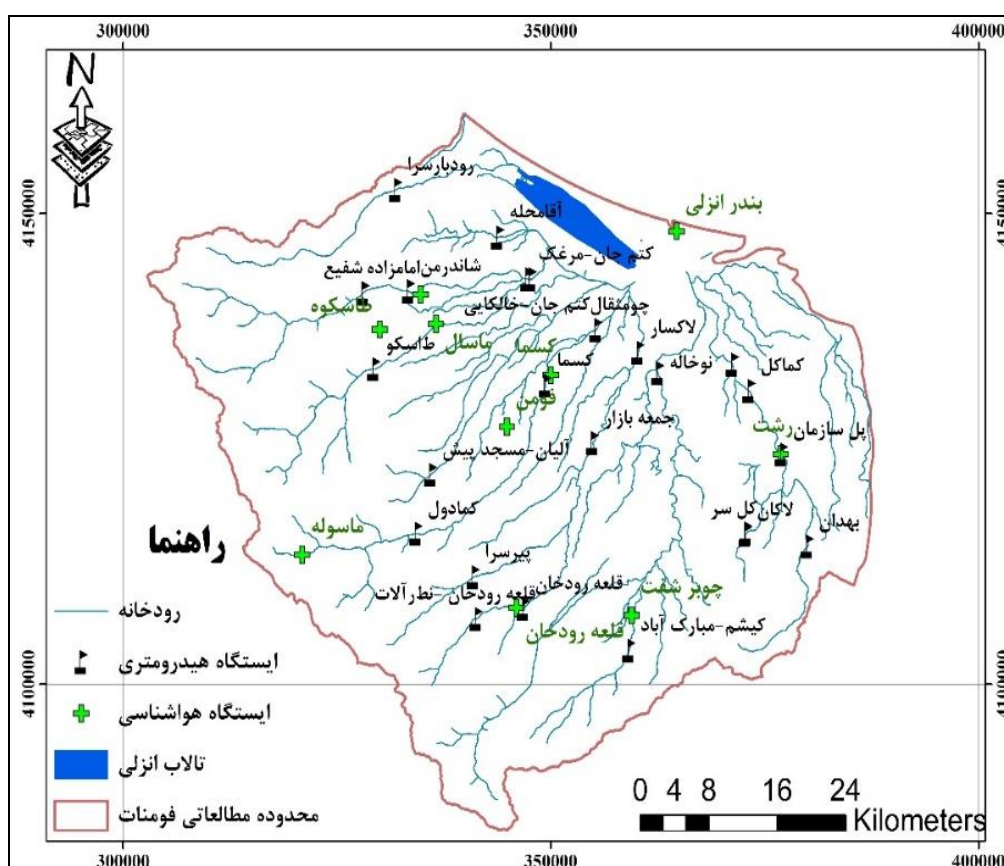 300000 350000 400000
N
رودبارسرا
4150000 4150000
بندر انزلی
آقامحله
کتم جان-مرغک
شاندرمن امامزاده شفیع
طاسکوه
چومثقال کتم جان-خالکایی
ماسال
لاکسار
طاسکو
کسما
کسما
نوخاله
کماکل
فومن
جمعه بازار
رشت
پل سازمان
آلیان-مسجد پیش
کمادول
لاکان کل سر
بهدان
ماسوله
راهنما
پیرسرا
قلعه رودخان
قلعه رودخان -نظرآلات
چوبر شفت
رودخانه
قلعه رودخان
کیشم-مبارک آباد
ایستگاه هیدرومتری
4100000 4100000
ایستگاه هواشناسی
تالاب انزلی
محدوده مطالعاتی فومنات
0 4 8 16 24
Kilometers
300000 350000 400000